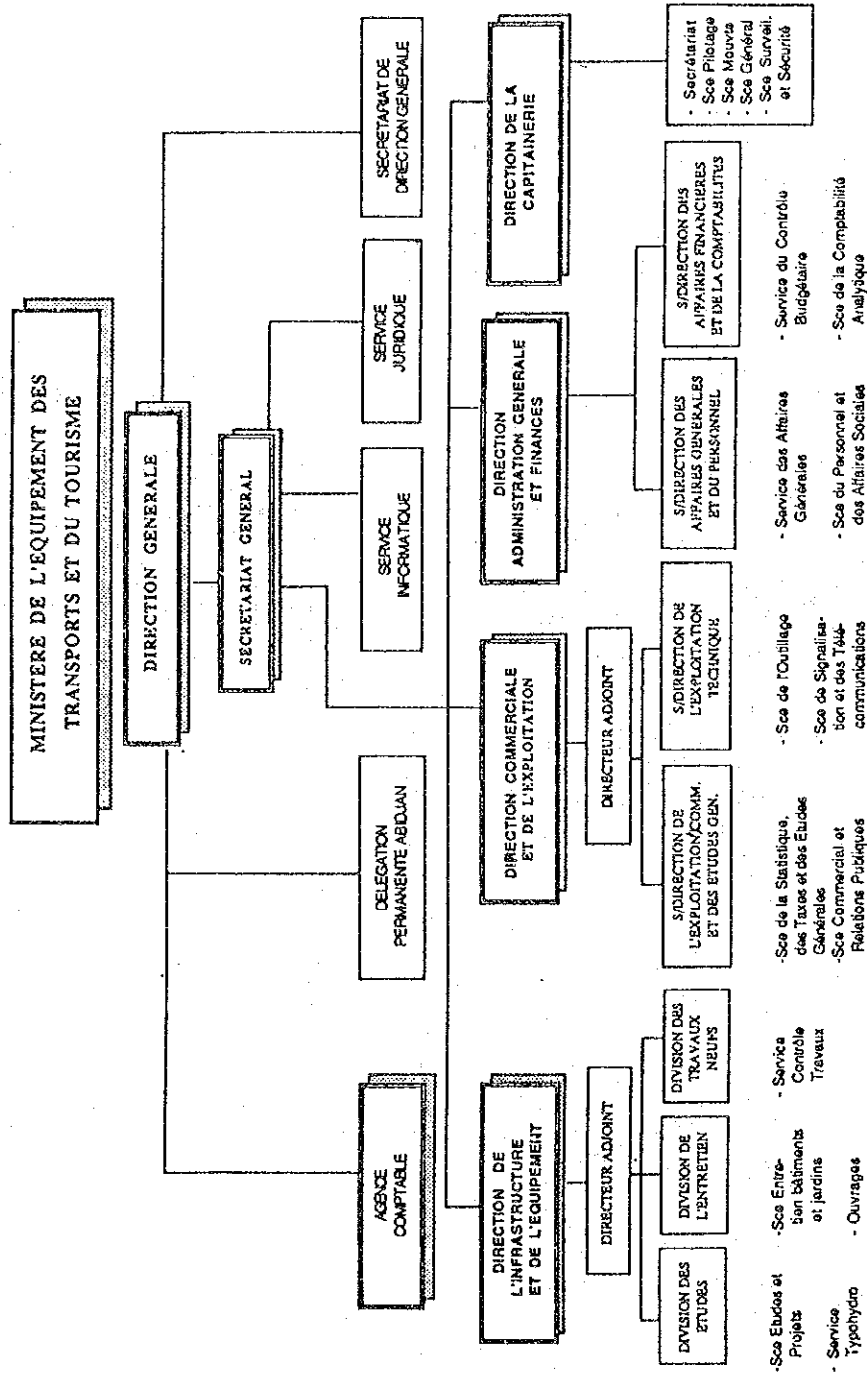 MINISTERE DE L'EQUIPEMENT DES
TRANSPORTS ET DU TOURISME
DIRECTION GENERALE
SECRETARIAT GENERAL
AGENCE
COMPTABLE
DELEGATION
PERMANENTE ABIDJAN
SERVICE
INFORMATIQUE
SERVICE
JURIDIQUE
SECRETARIAT DE
DIRECTION GENERALE
DIRECTION DE
L'INFRASTRUCTURE
ET DE L'EQUIPEMENT
DIRECTION COMMERCIALE
ET DE L'EXPLOITATION
DIRECTION
ADMINISTRATION GENERALE
ET FINANCES
DIRECTION DE LA
CAPITAINERIE
DIRECTEUR ADJOINT
DIRECTEUR ADJOINT
DIVISION DES
ETUDES
DIVISION DE
L'ENTRETIEN
DIVISION DES
TRAVAUX
NEUFS
S/DIRECTION DE
L'EXPLOITATION/COMM.
ET DES ETUDES GEN.
S/DIRECTION DE
L'EXPLOITATION
TECHNIQUE
S/DIRECTION DES
AFFAIRES GENERALES
ET DU PERSONNEL
S/DIRECTION DES
AFFAIRES FINANCIERES
ET DE LA COMPTABILITES
- Secrétariat
- Sce Pilotage
- Sce Mouvts
- Sce Général
- Sce Surveil.
et Sécurité
-Sce Etudes et
Projets
- Service
Typohydro
-Sce Entre-
tien bâtiments
et jardins
- Ouvrages
- Service
Contrôle
Travaux
-Sce de la Statistique,
des Taxes et des Etudes
Générales
-Sce Commercial et
Relations Publiques
- Sce de l'Outillage
- Sce de Signalisa-
tion et des Télé-
communications
- Service des Affaires
Générales
- Sce du Personnel et
des Affaires Sociales
- Service du Contrôle
Budgétaire
- Sce de la Comptabilité
Analytique